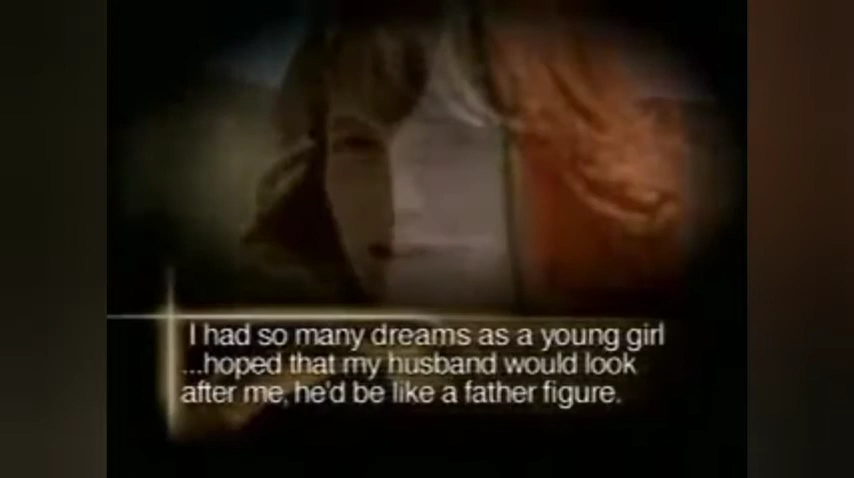 I had so many dreams as a young girl
...hoped that my husband would look
after me, he'd be like a father figure.